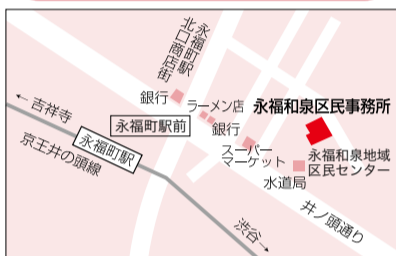 永福町駅
北口商店街
銀行
ラーメン店
永福和泉区民事務所
← 吉祥寺
永福町駅前
銀行
京王井の頭線
永福町駅
スーパー
マーケット
永福和泉地域
区民センター
水道局
井ノ頭通り
渋谷→